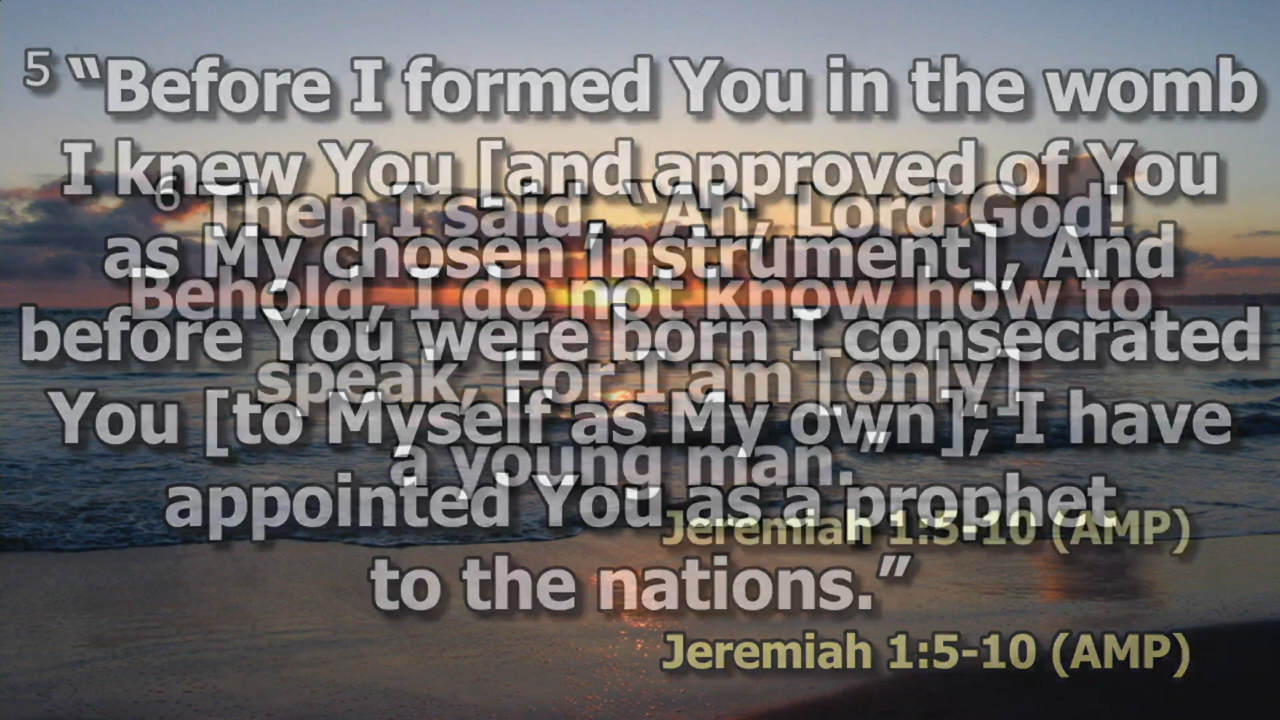 5 “Before I formed You in the womb
I knew You [and approved of You
as My chosen instrument], And
before You were born I consecrated
You [to Myself as My own]; I have
appointed You as a prophet
to the nations.”
Jeremiah 1:5-10 (AMP)
6 Then I said, “Ah, Lord God!
Behold, I do not know how to
speak, For I am [only]
a young man.”
Jeremiah 1:5-10 (AMP)